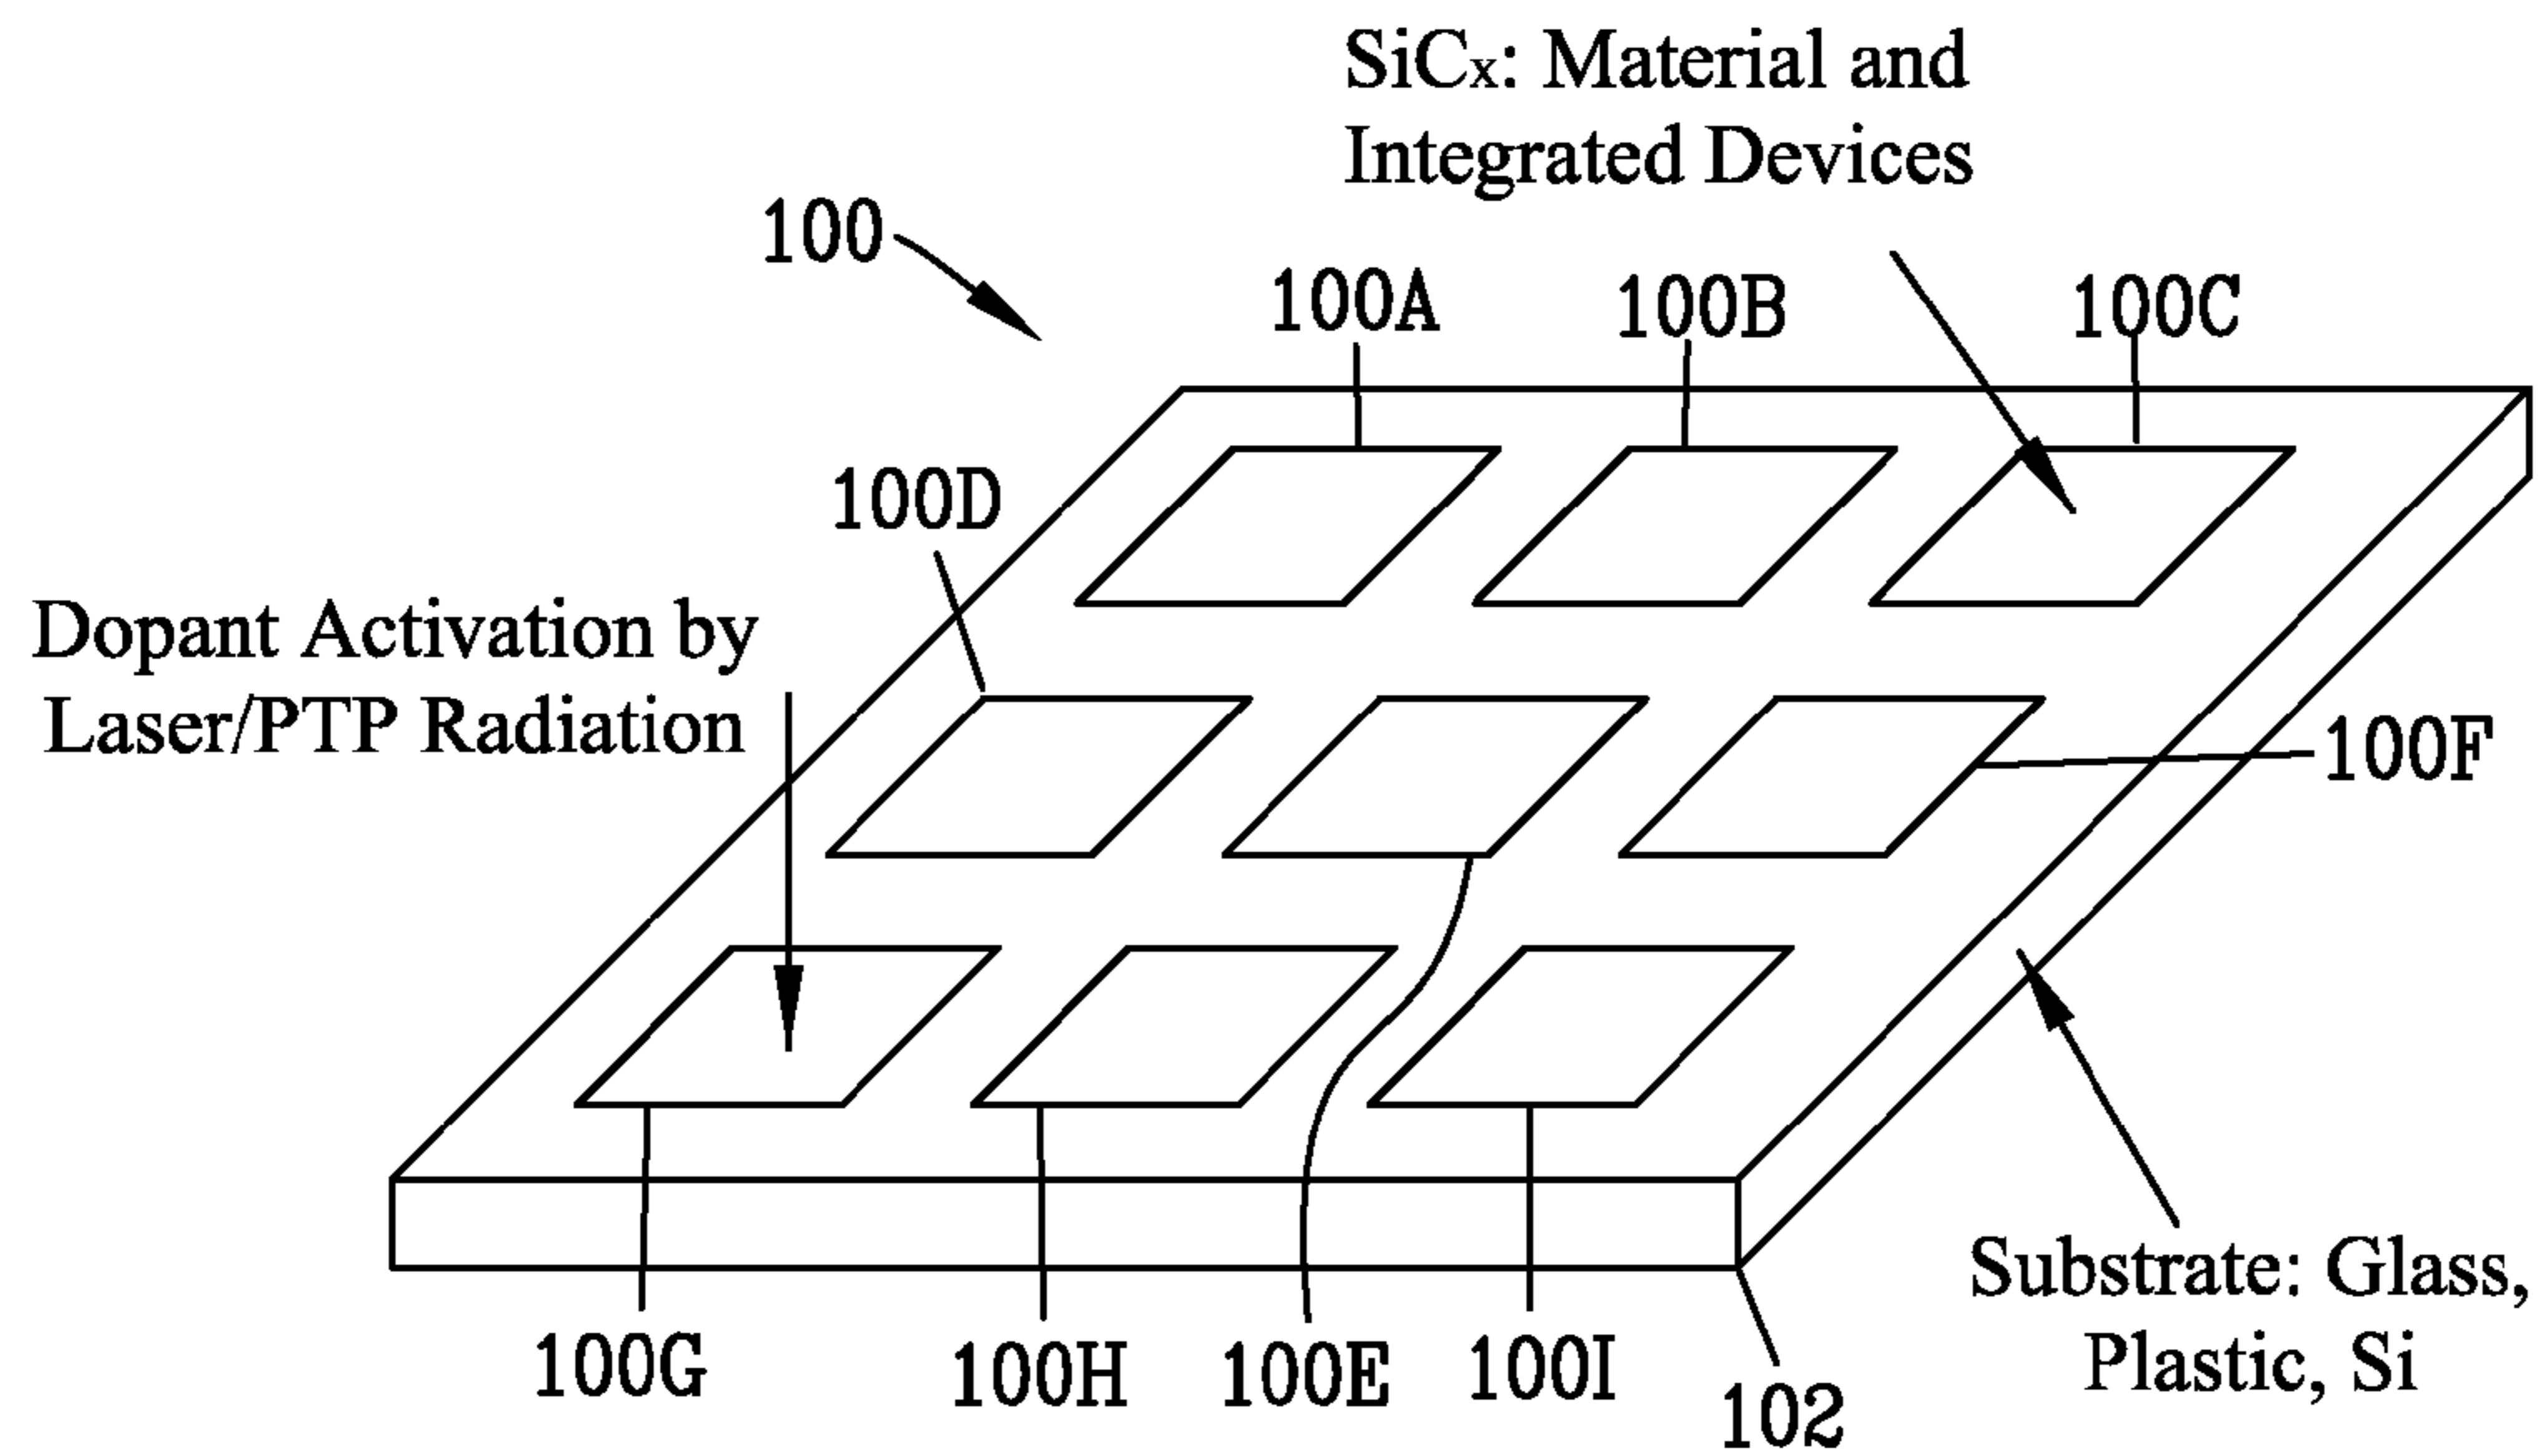 SiCx: Material and
Integrated Devices
100
100A
100B
100C
100D
Dopant Activation by
Laser/PTP Radiation
100F
Substrate: Glass,
Plastic, Si
100G
100H
100E
100I
102